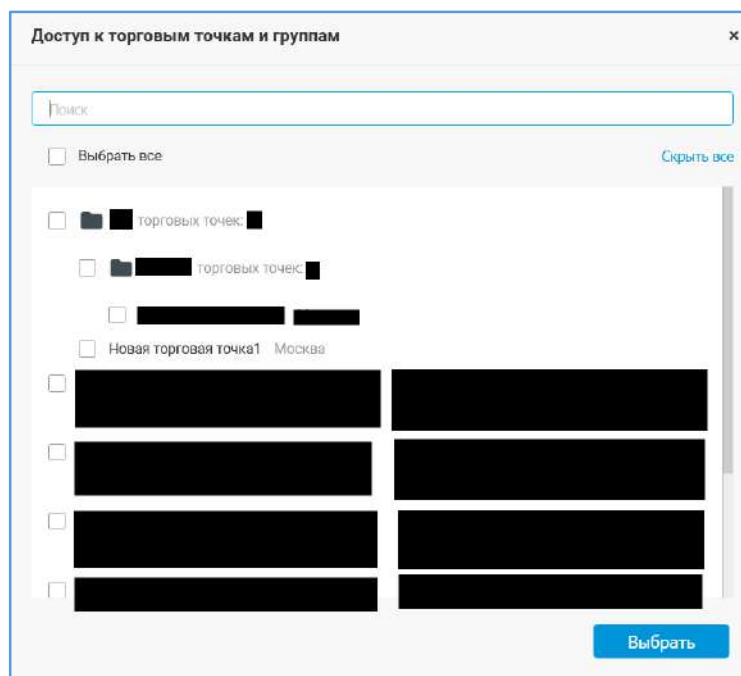 Доступ к торговым точкам и группам ×
Поиск
Выбрать все Скрыть все
торговых точек:
торговых точек:
Новая торговая точка1 Москва
Выбрать